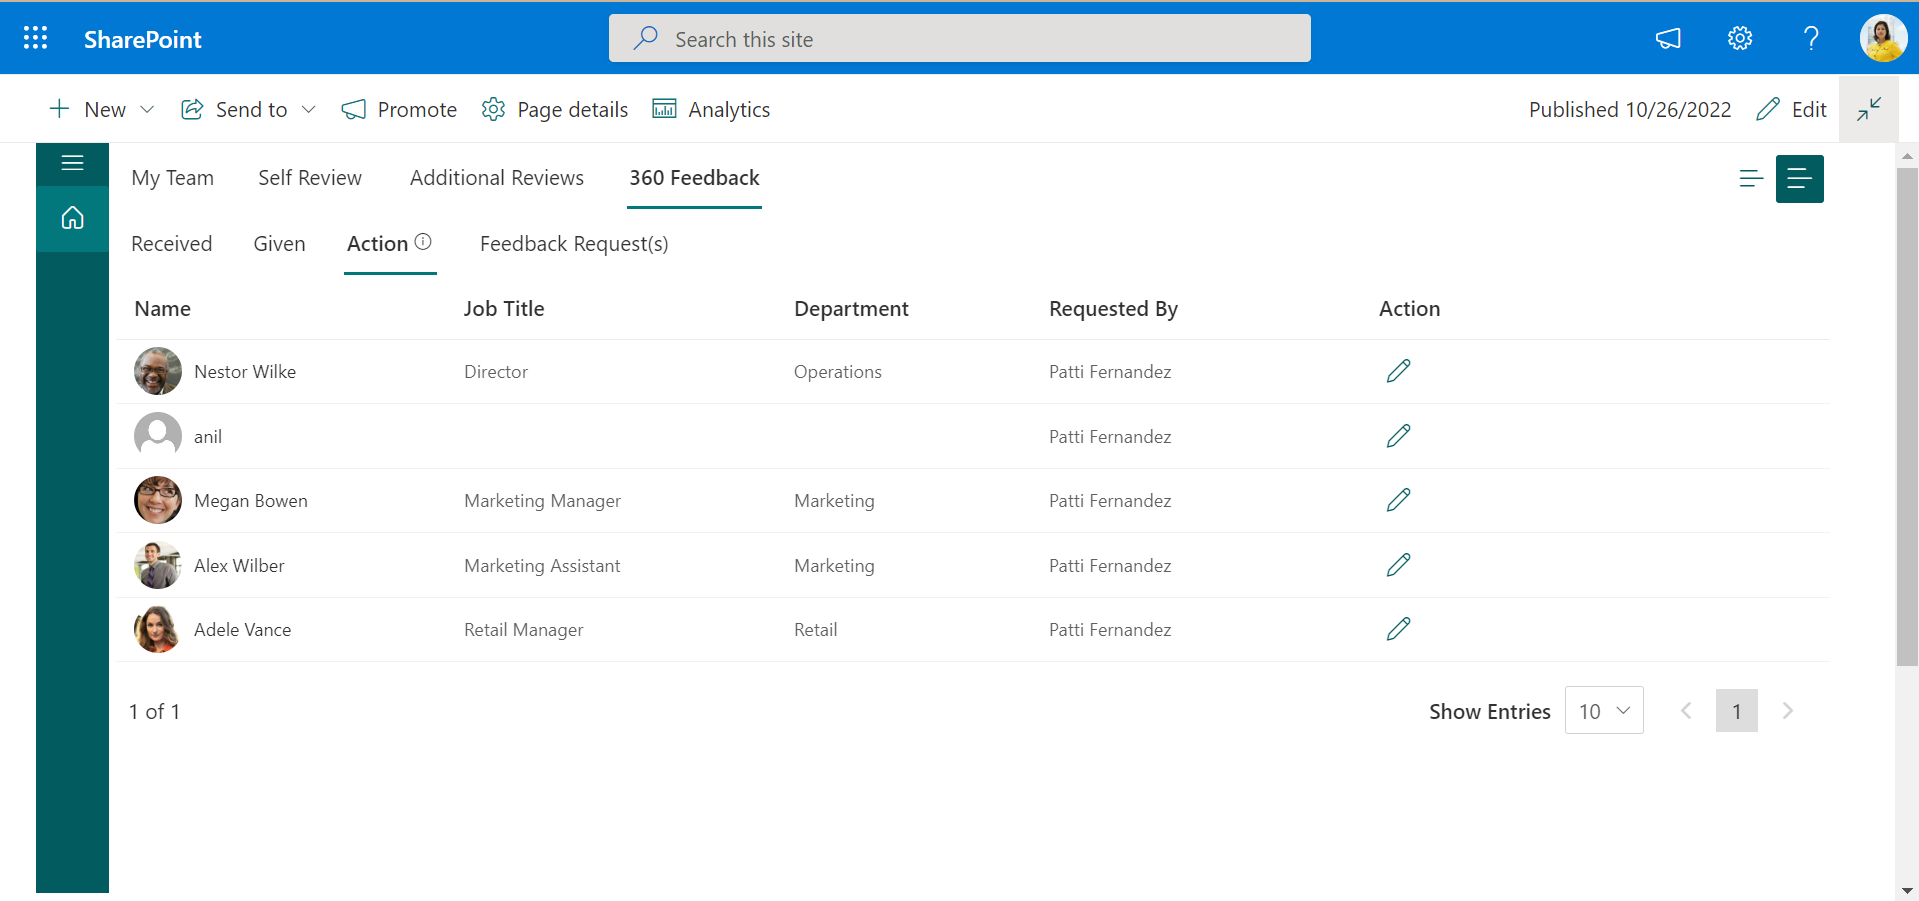 SharePoint
Search this site
New
Send to
Promote
Page details
Analytics
Published 10/26/2022
Edit
My Team
Self Review
Additional Reviews
360 Feedback
Received
Given
Action
Feedback Request(s)
Name Job Title Department Requested By Action
Nestor Wilke Director Operations Patti Fernandez
anil Patti Fernandez
Megan Bowen Marketing Manager Marketing Patti Fernandez
Alex Wilber Marketing Assistant Marketing Patti Fernandez
Adele Vance Retail Manager Retail Patti Fernandez
1 of 1
Show Entries 10 1